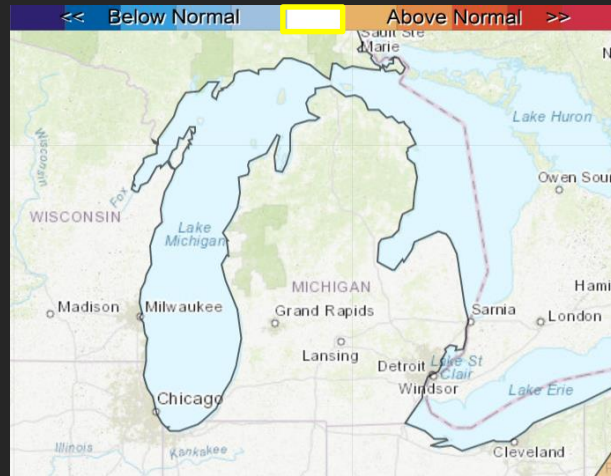 << Below Normal
Above Normal >>
Sault Ste
Marie
Lake Huron
Wisconsin
Owen Sour
Fox
WISCONSIN
Lake
Michigan
MICHIGAN
Hami
Madison
Milwaukee
Grand Rapids
Sarnia
London
Lansing
Detroit
Lake St
Clair
Windsor
Lake Erie
Chicago
Illinois
Kankakee
Cleveland